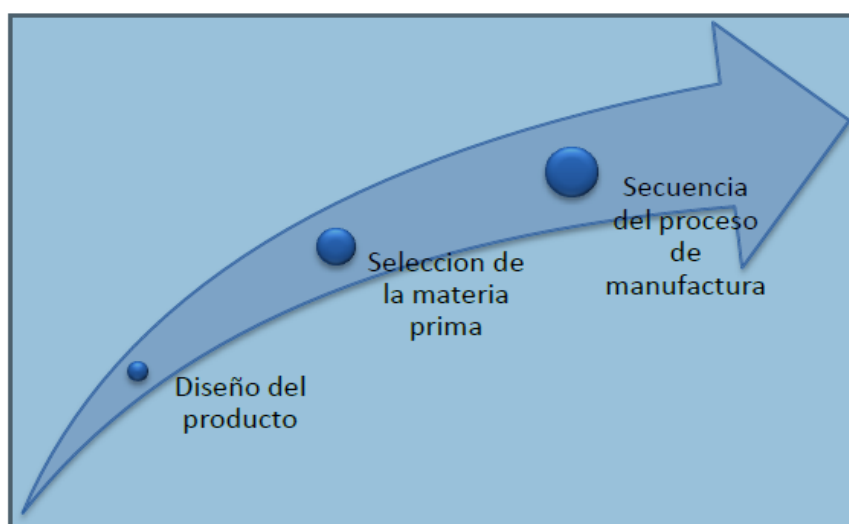 Diseño del
producto
Seleccion de
la materia
prima
Secuencia
del proceso
de
manufactura